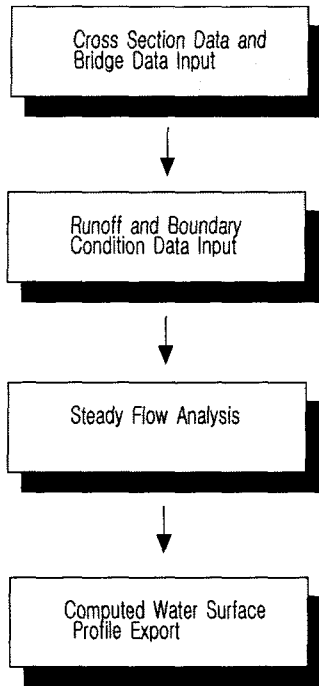 Cross Section Data and
Bridge Data Input
Runoff and Boundary
Condition Data Input
Steady Flow Analysis
Computed Water Surface
Profile Export